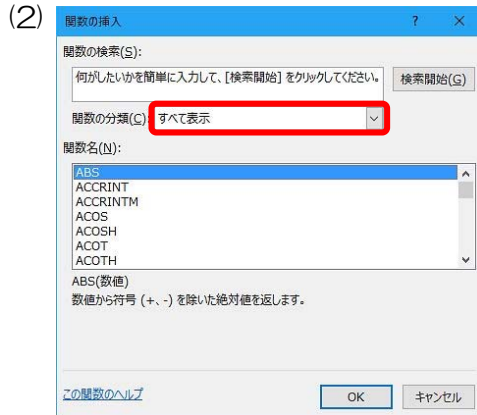 (2)
関数の挿入 ? ×
関数の検索(S):
何がしたいかを簡単に入力して、[検索開始] をクリックしてください。 検索開始(G)
関数の分類(C): すべて表示
関数名(N):
ABS
ACCRINT
ACCRINTM
ACOS
ACOSH
ACOT
ACOTH
ABS(数値)
数値から符号 (+、-) を除いた絶対値を返します。
この関数のヘルプ OK キャンセル